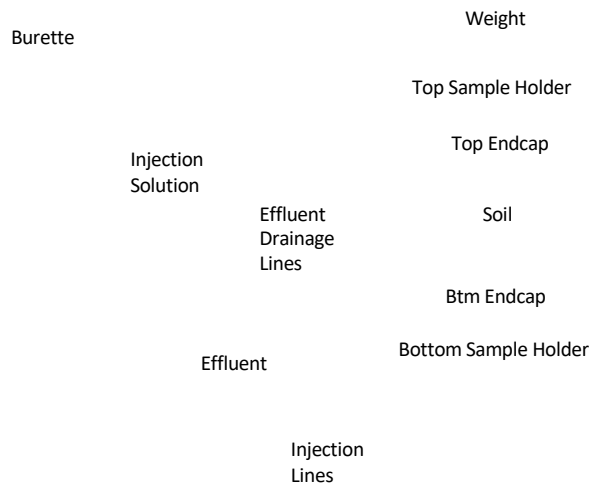 Weight
Burette
Top Sample Holder
Top Endcap
Injection
Solution
Effluent
Drainage
Lines
Soil
Btm Endcap
Bottom Sample Holder
Effluent
Injection
Lines